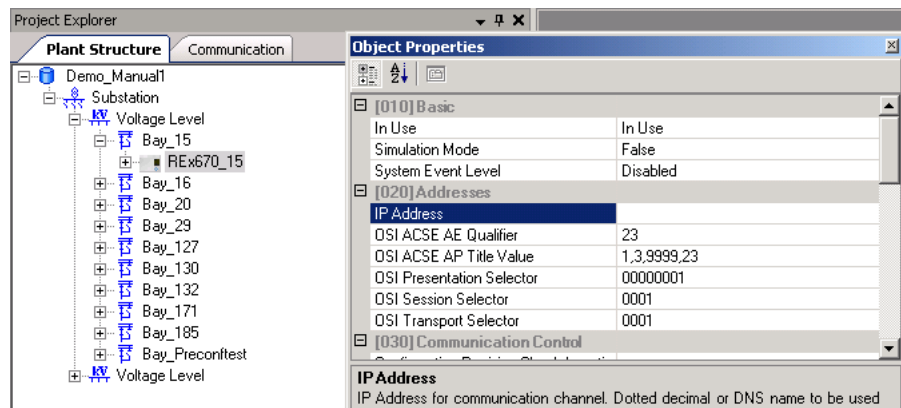 Project Explorer
Plant Structure
Communication
Demo_Manual1
Substation
Voltage Level
Bay_15
REx670_15
Bay_16
Bay_20
Bay_29
Bay_127
Bay_130
Bay_132
Bay_171
Bay_185
Bay_Preconftest
Voltage Level
Object Properties
[010]Basic
In Use In Use
Simulation Mode False
System Event Level Disabled
[020]Addresses
IP Address
OSI ACSE AE Qualifier 23
OSI ACSE AP Title Value 1,3,9999,23
OSI Presentation Selector 00000001
OSI Session Selector 0001
OSI Transport Selector 0001
[030]Communication Control
IP Address
IP Address for communication channel. Dotted decimal or DNS name to be used